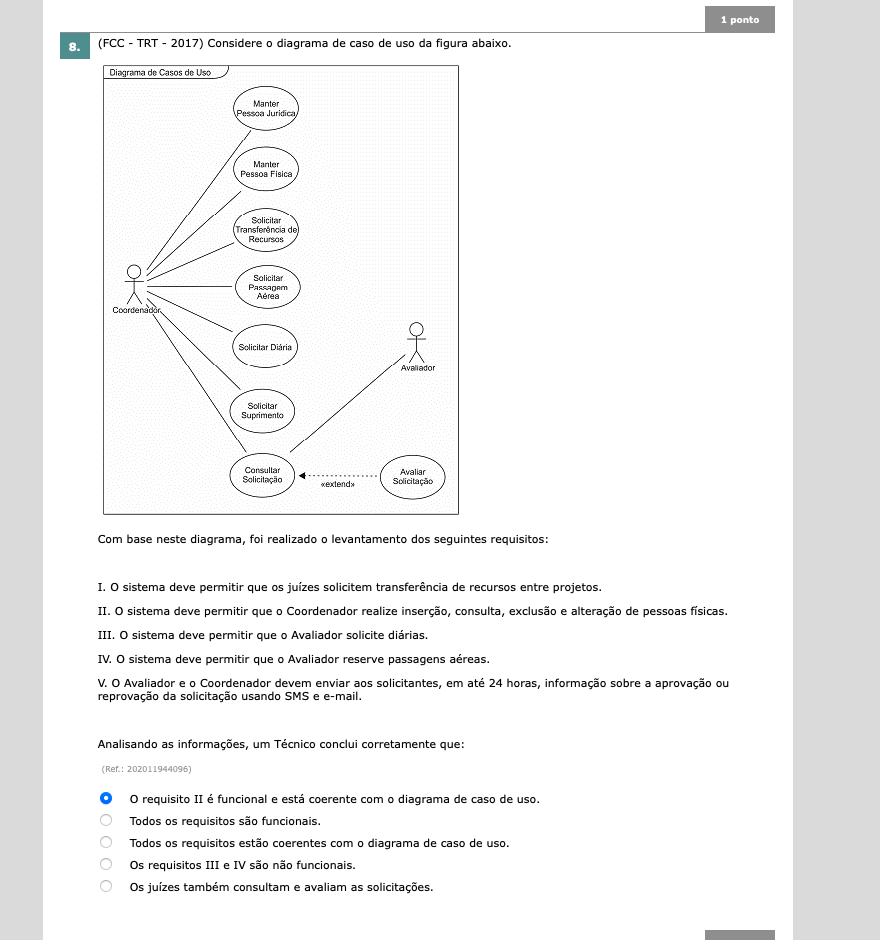 1 ponto
8.
(FCC - TRT - 2017) Considere o diagrama de caso de uso da figura abaixo.
Diagrama de Casos de Uso
Manter
Pessoa Jurídica
Manter
Pessoa Física
Solicitar
Transferência de
Recursos
Solicitar
Passagem
Aérea
Coordenador
Solicitar Diária
Avaliador
Solicitar
Suprimento
Consultar
Solicitação
«extend»
Avaliar
Solicitação
Com base neste diagrama, foi realizado o levantamento dos seguintes requisitos:
I. O sistema deve permitir que os juízes solicitem transferência de recursos entre projetos.
II. O sistema deve permitir que o Coordenador realize inserção, consulta, exclusão e alteração de pessoas físicas.
III. O sistema deve permitir que o Avaliador solicite diárias.
IV. O sistema deve permitir que o Avaliador reserve passagens aéreas.
V. O Avaliador e o Coordenador devem enviar aos solicitantes, em até 24 horas, informação sobre a aprovação ou
reprovação da solicitação usando SMS e e-mail.
Analisando as informações, um Técnico conclui corretamente que:
(Ref.: 202011944096)
O requisito II é funcional e está coerente com o diagrama de caso de uso.
Todos os requisitos são funcionais.
Todos os requisitos estão coerentes com o diagrama de caso de uso.
Os requisitos III e IV são não funcionais.
Os juízes também consultam e avaliam as solicitações.